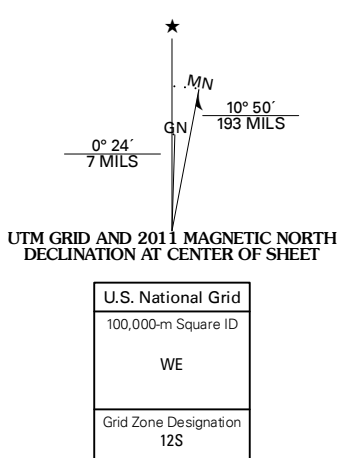 ★
MN
GN
10° 50´
193 MILS
0° 24´
7 MILS
UTM GRID AND 2011 MAGNETIC NORTH
DECLINATION AT CENTER OF SHEET
U.S. National Grid
100,000-m Square ID
WE
Grid Zone Designation
12S